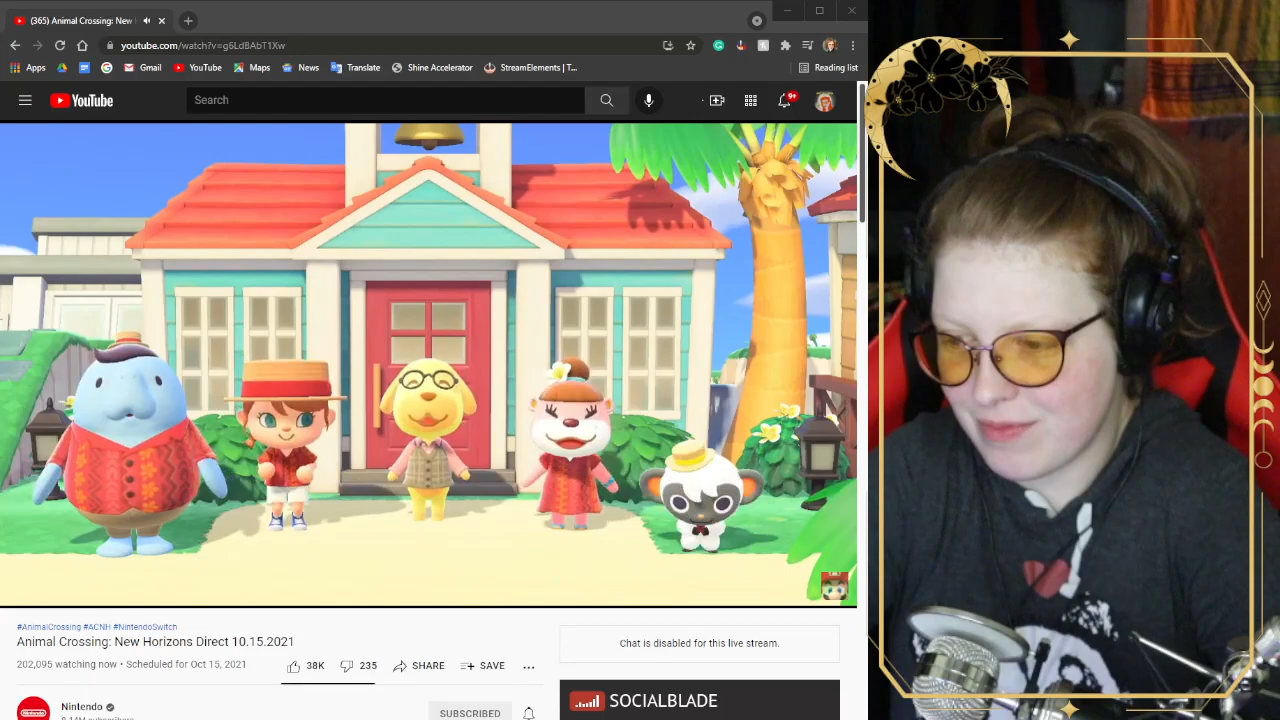 (365) Animal Crossing: New
youtube.com/watch?v=g6LdBAbT1Xw
Apps
Gmail
YouTube
Maps
News
Translate
Shine Accelerator
StreamElements | T...
Reading list
YouTube
Search
9+
#AnimalCrossing #ACNH #NintendoSwitch
Animal Crossing: New Horizons Direct 10.15.2021
202,095 watching now • Scheduled for Oct 15, 2021
38K
235
SHARE
SAVE
Chat is disabled for this live stream.
SOCIALBLADE
Nintendo
SUBSCRIBED